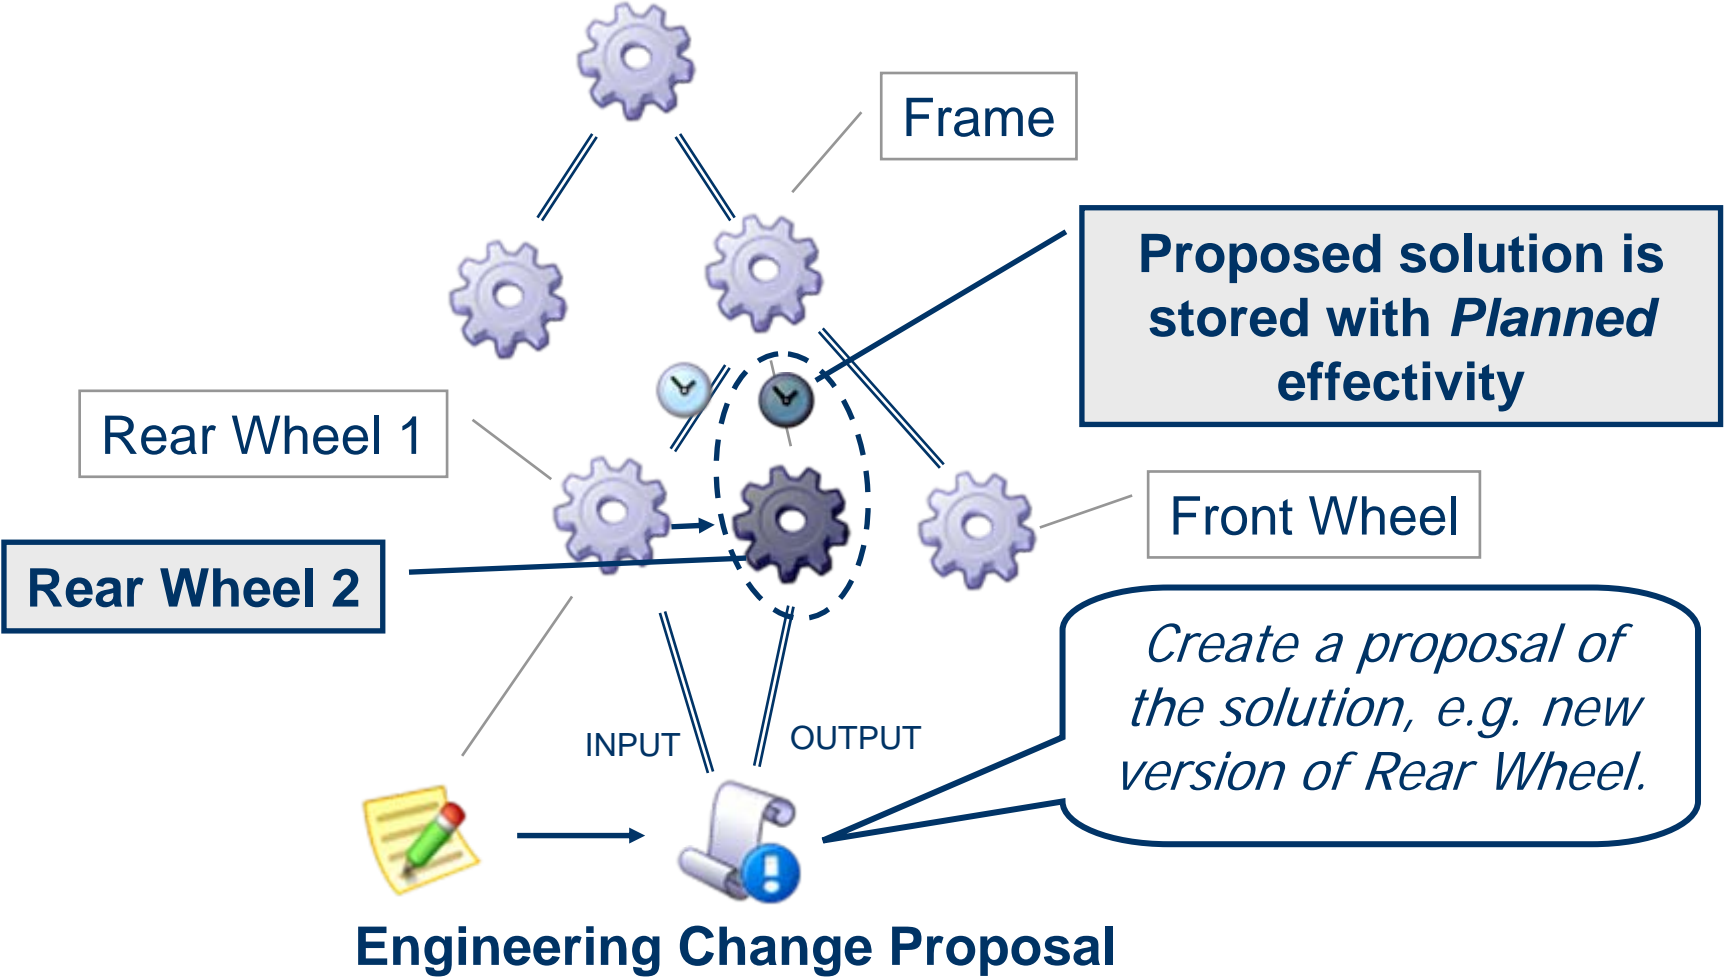 Frame
Proposed solution is
stored with Planned
effectivity
Rear Wheel 1
Front Wheel
Rear Wheel 2
Create a proposal of
the solution, e.g. new
version of Rear Wheel.
INPUT
OUTPUT
Engineering Change Proposal